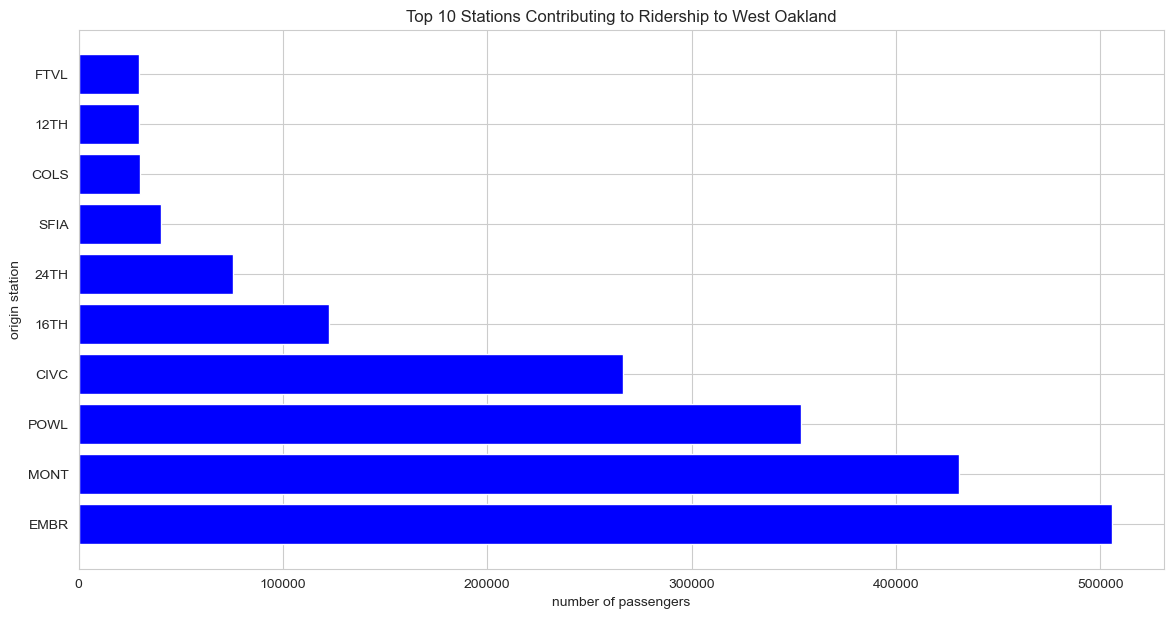 Top 10 Stations Contributing to Ridership to West Oakland
FTVL
12TH
COLS
SFIA
24TH
16TH
CIVC
POWL
MONT
EMBR
origin station
0 100000 200000 300000 400000 500000
number of passengers